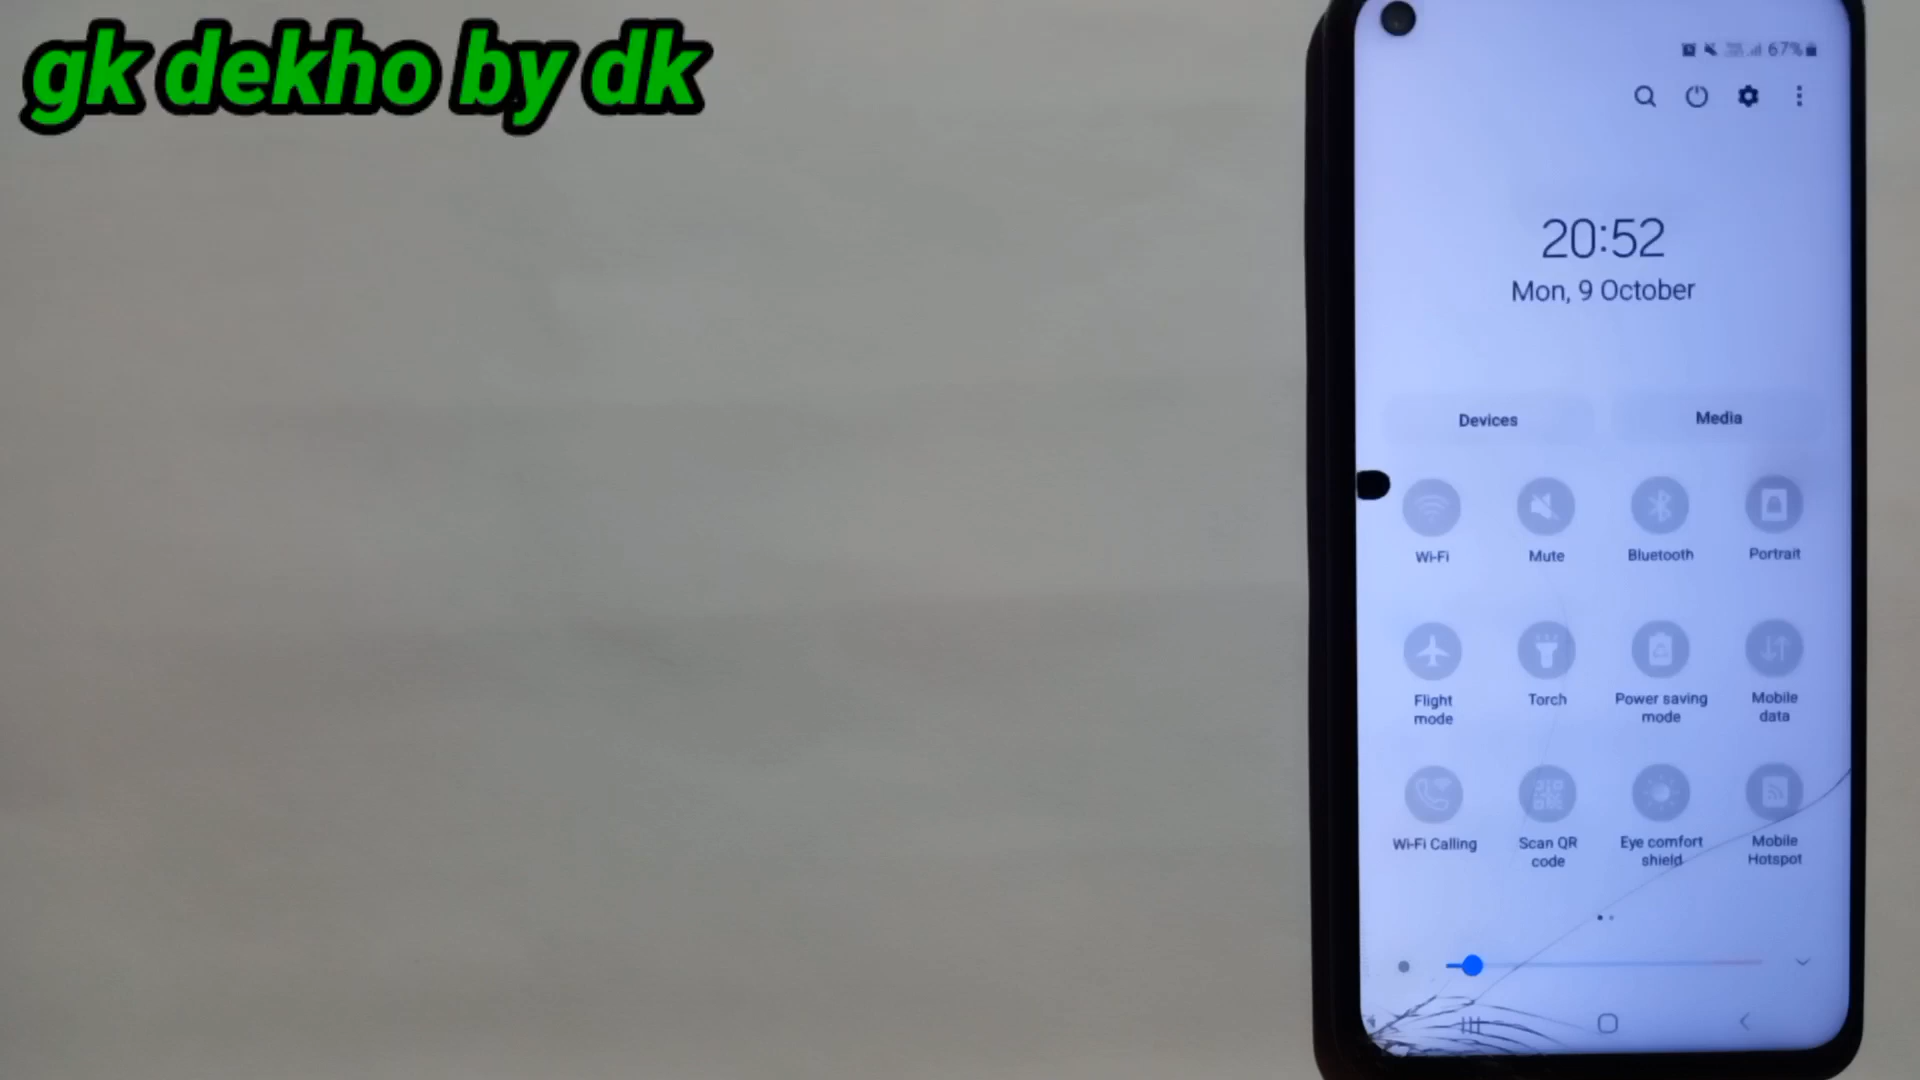 gk dekho by dk
67%
20:52
Mon, 9 October
Devices
Media
Wi-Fi
Mute
Bluetooth
Portrait
Flight
mode
Torch
Power saving
mode
Mobile
data
Wi-Fi Calling
Scan QR
code
Eye comfort
shield
Mobile
Hotspot